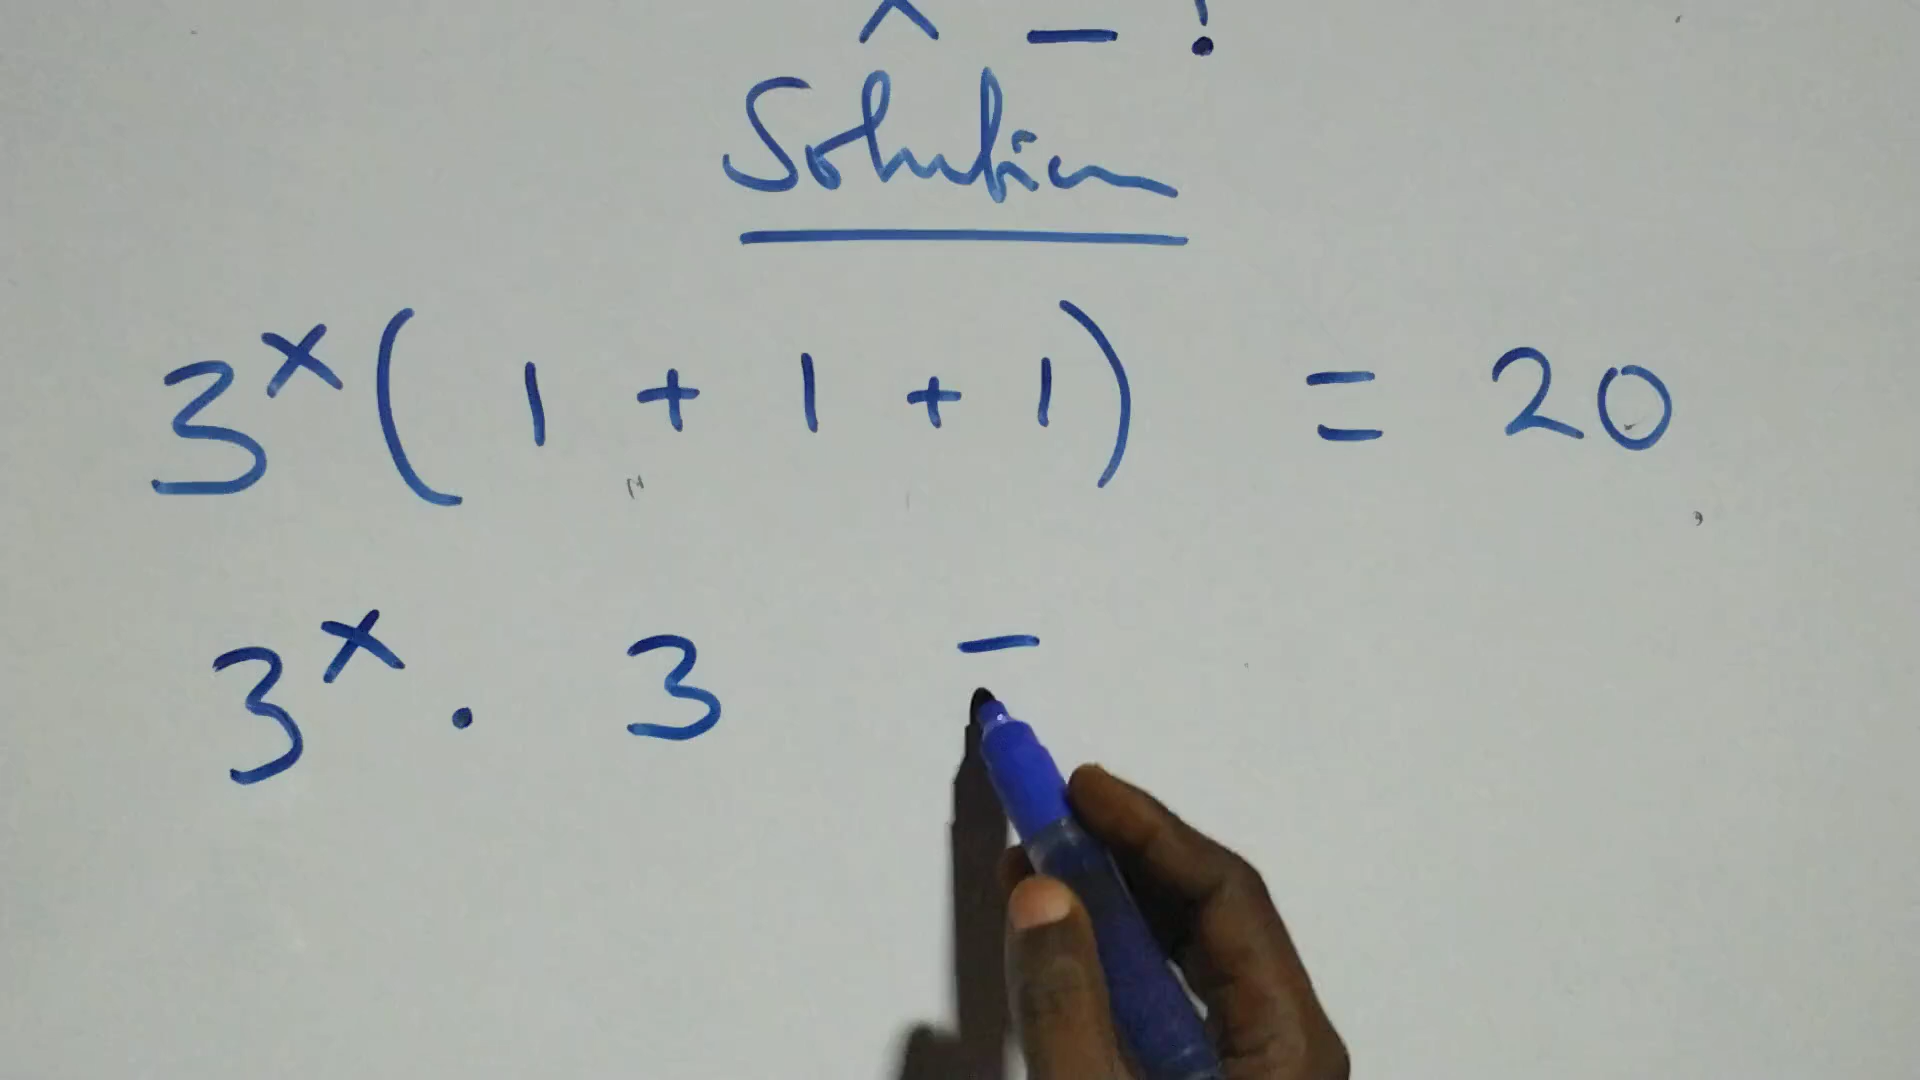 Solution
3^x(1 + 1 + 1) = 20
3^x · 3 -